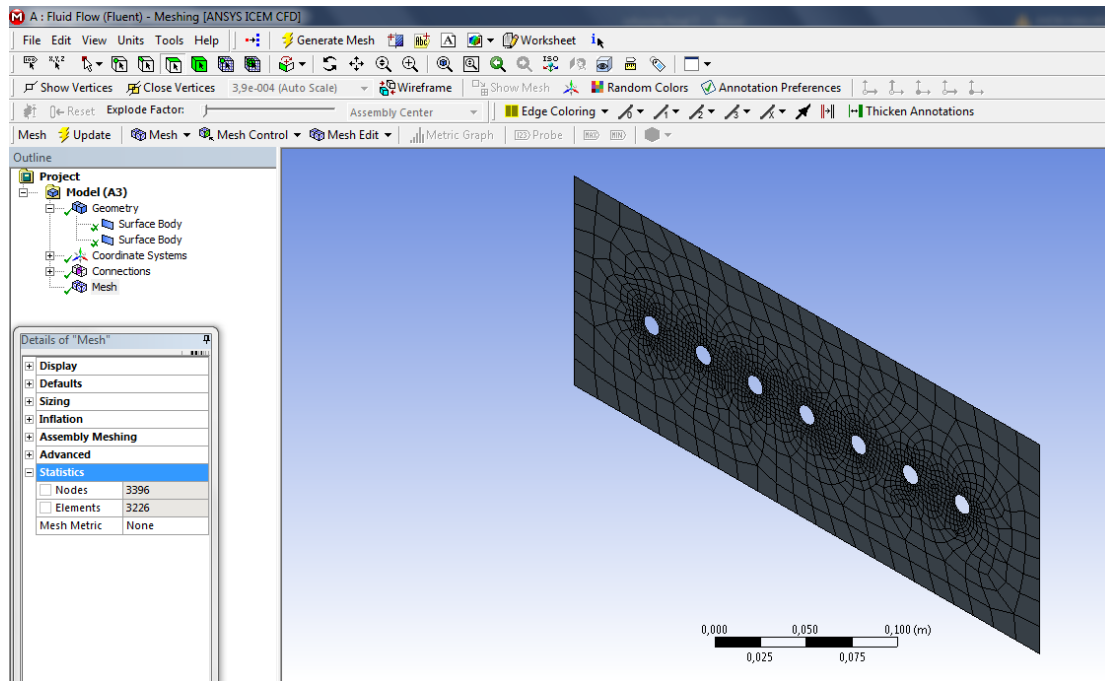 A : Fluid Flow (Fluent) - Meshing [ANSYS ICEM CFD]
File Edit View Units Tools Help Generate Mesh A Worksheet
ISO
Show Vertices Close Vertices 3,9e-004 (Auto Scale) Wireframe Show Mesh Random Colors Annotation Preferences
Reset Explode Factor: Assembly Center Edge Coloring Thicken Annotations
Mesh Update Mesh Mesh Control Mesh Edit Metric Graph Probe MAX MIN
Outline
Project
Model (A3)
Geometry
Surface Body
Surface Body
Coordinate Systems
Connections
Mesh
Details of "Mesh"
Display
Defaults
Sizing
Inflation
Assembly Meshing
Advanced
Statistics
Nodes 3396
Elements 3226
Mesh Metric None
0,000 0,050 0,100 (m)
0,025 0,075